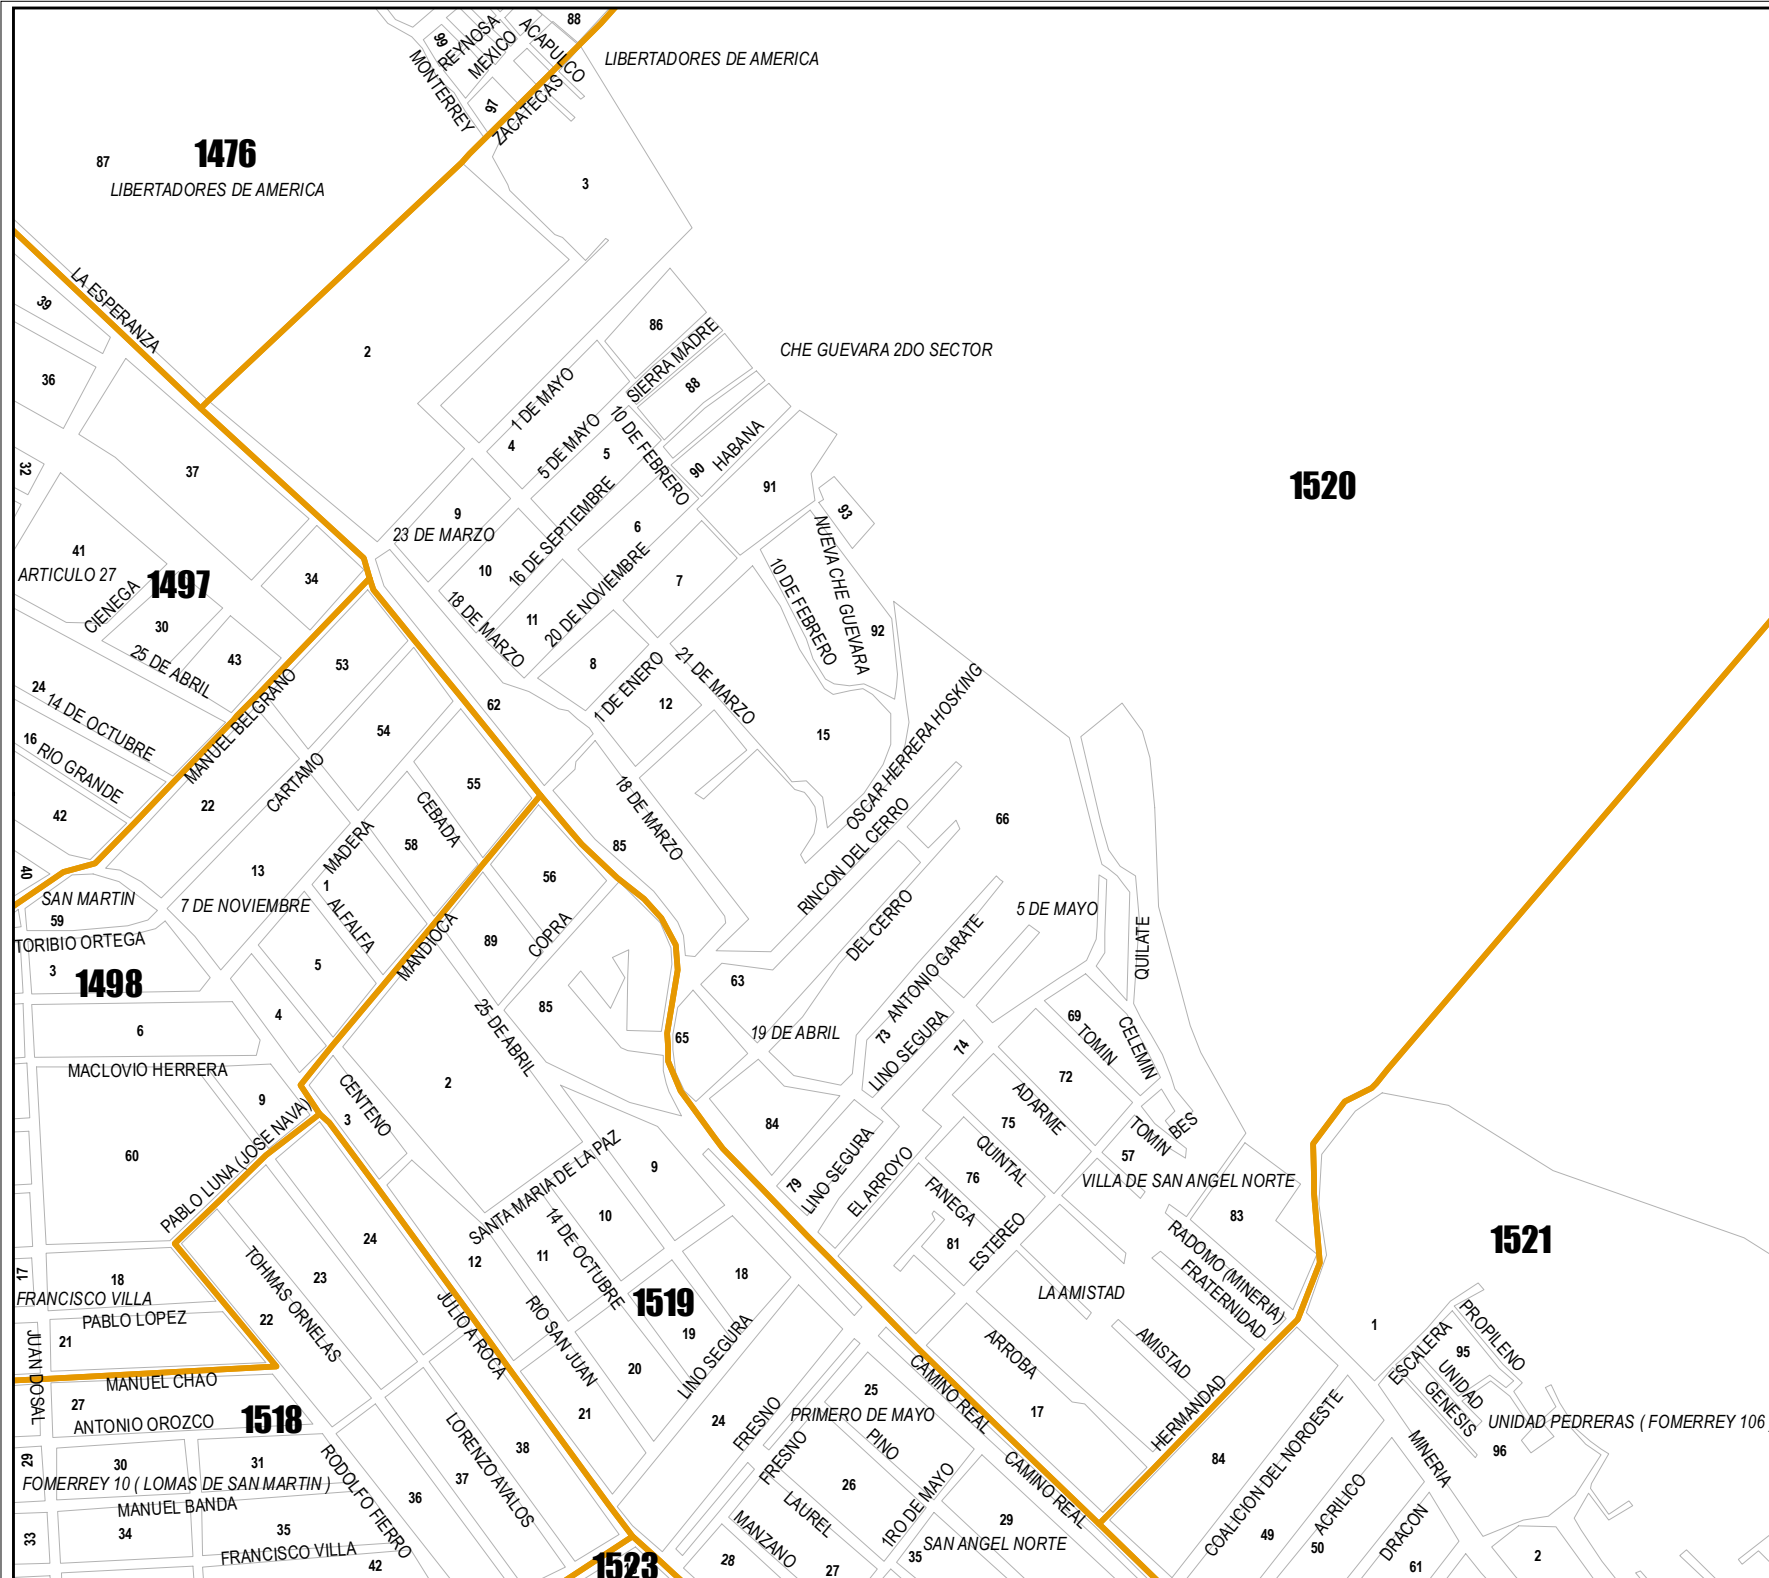 88
99
REYNOSA
MEXICO
ACAPULCO
MONTERREY
97
ZACATECAS
LIBERTADORES DE AMERICA
1476
87
LIBERTADORES DE AMERICA
3
LA ESPERANZA
39
36
2
86
SIERRA MADRE
CHE GUEVARA 2DO SECTOR
88
1 DE MAYO
4
5 DE MAYO
5
10 DE FEBRERO
90
HABANA
91
93
1520
32
37
9
23 DE MARZO
16 DE SEPTIEMBRE
6
10
41
ARTICULO 27
1497
CIENEGA
34
30
25 DE ABRIL
43
18 DE MARZO
11
20 DE NOVIEMBRE
7
8
10 DE FEBRERO
NUEVA CHE GUEVARA
92
24
14 DE OCTUBRE
16
RIO GRANDE
42
MANUEL BELGRANO
53
54
62
1 DE ENERO
12
21 DE MARZO
15
OSCAR HERRERA HOSKING
22
CARTAMO
55
CEBADA
58
MADERA
18 DE MARZO
85
RINCON DEL CERRO
66
40
SAN MARTIN
59
TORIBIO ORTEGA
13
7 DE NOVIEMBRE
1
ALFALFA
56
COPRA
89
MANDIOCA
DEL CERRO
5 DE MAYO
QUILATE
3
1498
5
4
6
MACLOVIO HERRERA
85
25 DE ABRIL
63
65
19 DE ABRIL
73
ANTONIO GARATE
LINO SEGURA
74
69
TOMIN
CELEMIN
72
9
60
PABLO LUNA (JOSE NAVA)
3
CENTENO
2
84
79
LINO SEGURA
EL ARROYO
ADARME
75
QUINTAL
76
FANEGA
81
ESTEREO
TOMIN
BES
57
VILLA DE SAN ANGEL NORTE
83
RADOMO (MINERIA)
FRATERNIDAD
1521
SANTA MARIA DE LA PAZ
9
10
11
12
14 DE OCTUBRE
18
1519
19
24
23
17
18
FRANCISCO VILLA
PABLO LOPEZ
21
JUAN DOSAL
22
TOHMAS ORNELAS
JULIO A ROCA
RIO SAN JUAN
20
LINO SEGURA
LA AMISTAD
AMISTAD
ARROBA
17
HERMANDAD
1
ESCALERA
95
UNIDAD
PROPILENO
GENESIS
UNIDAD PEDRERAS ( FOMERREY 106
96
MANUEL CHAO
27
ANTONIO OROZCO
1518
21
24
FRESNO
FRESNO
25
PRIMERO DE MAYO
PINO
CAMINO REAL
CAMINO REAL
84
COALICION DEL NOROESTE
MINERIA
29
30
31
FOMERREY 10 ( LOMAS DE SAN MARTIN )
MANUEL BANDA
RODOLFO FIERRO
36
37
38
LORENZO AVALOS
26
LAUREL
1RO DE MAYO
29
SAN ANGEL NORTE
49
50
ACRILICO
DRACON
61
2
33
34
35
FRANCISCO VILLA
42
1523
MANZANO
28
27
35